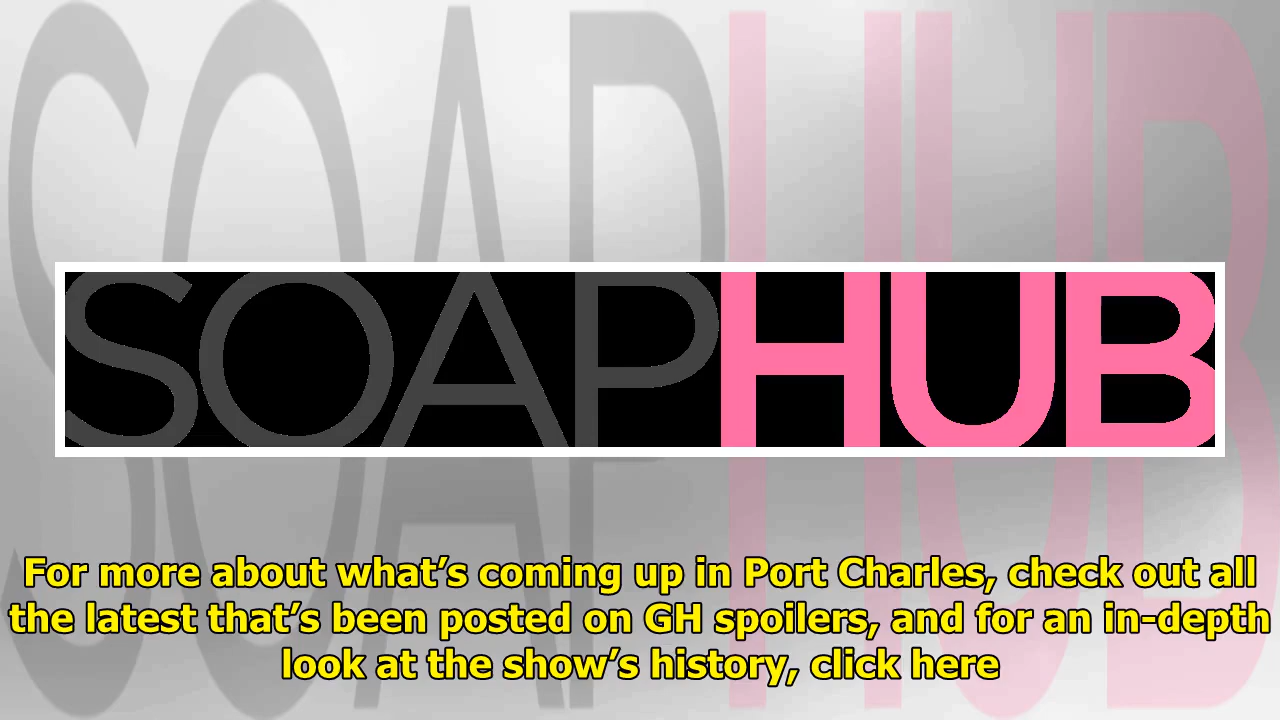 SOAPHUB
SOAPHUB
For more about what’s coming up in Port Charles, check out all
the latest that’s been posted on GH spoilers, and for an in-depth
look at the show’s history, click here